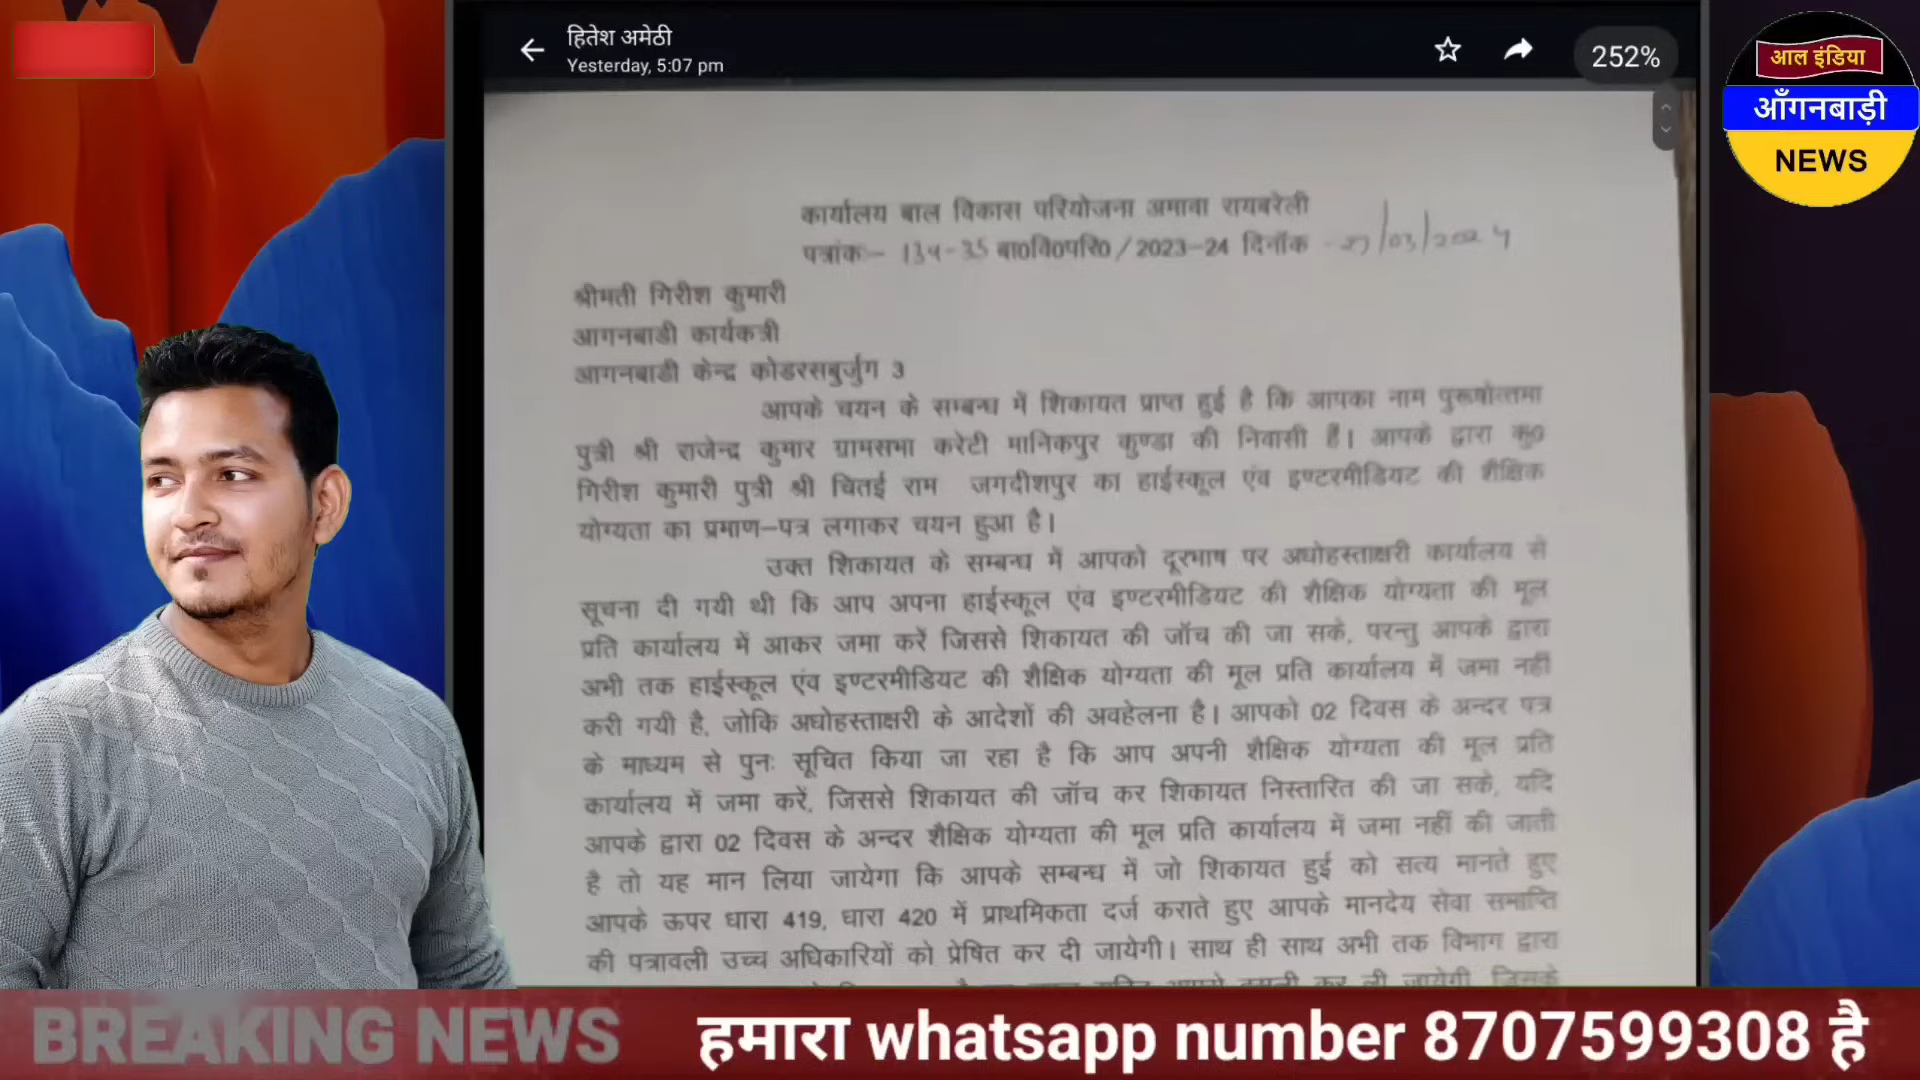 हितेश अमेठी
Yesterday, 5:07 pm
252%
आल इंडिया
आँगनबाड़ी
NEWS
कार्यालय बाल विकास परियोजना अमावा रायबरेली
पत्रांकः– 134-35 बा0वि0परि0/2023–24 दिनॉक /03/2024
श्रीमती गिरीश कुमारी
आगनबाडी कार्यकत्री
आगनबाडी केन्द्र कोडरसबुर्जुग 3
आपके चयन के सम्बन्ध में शिकायत प्राप्त हुई है कि आपका नाम पुरूषोत्तमा
पुत्री श्री राजेन्द्र कुमार ग्रामसभा करेटी मानिकपुर कुण्डा की निवासी हैं। आपके द्वारा कु0
गिरीश कुमारी पुत्री श्री चितई राम जगदीशपुर का हाईस्कूल एंव इण्टरमीडियट की शैक्षिक
योग्यता का प्रमाण–पत्र लगाकर चयन हुआ है।
उक्त शिकायत के सम्बन्ध में आपको दूरभाष पर अधोहस्ताक्षरी कार्यालय से
सूचना दी गयी थी कि आप अपना हाईस्कूल एंव इण्टरमीडियट की शैक्षिक योग्यता की मूल
प्रति कार्यालय में आकर जमा करें जिससे शिकायत की जॉच की जा सके, परन्तु आपके द्वारा
अभी तक हाईस्कूल एंव इण्टरमीडियट की शैक्षिक योग्यता की मूल प्रति कार्यालय में जमा नहीं
करी गयी है, जोकि अधोहस्ताक्षरी के आदेशों की अवहेलना है। आपको 02 दिवस के अन्दर पत्र
के माध्यम से पुनः सूचित किया जा रहा है कि आप अपनी शैक्षिक योग्यता की मूल प्रति
कार्यालय में जमा करें, जिससे शिकायत की जॉच कर शिकायत निस्तारित की जा सके, यदि
आपके द्वारा 02 दिवस के अन्दर शैक्षिक योग्यता की मूल प्रति कार्यालय में जमा नहीं की जाती
है तो यह मान लिया जायेगा कि आपके सम्बन्ध में जो शिकायत हुई को सत्य मानते हुए
आपके ऊपर धारा 419, धारा 420 में प्राथमिकता दर्ज कराते हुए आपके मानदेय सेवा समाप्ति
की पत्रावली उच्च अधिकारियों को प्रेषित कर दी जायेगी। साथ ही साथ अभी तक विभाग द्वारा
BREAKING NEWS
हमारा whatsapp number 8707599308 है